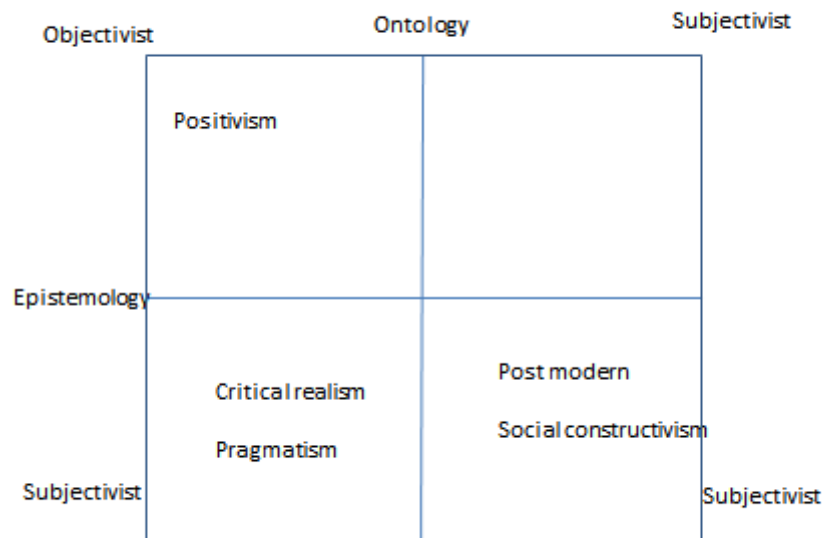 Objectivist
Ontology
Subjectivist
Positivism
Epistemology
Critical realism
Pragmatism
Post modern
Social constructivism
Subjectivist
Subjectivist